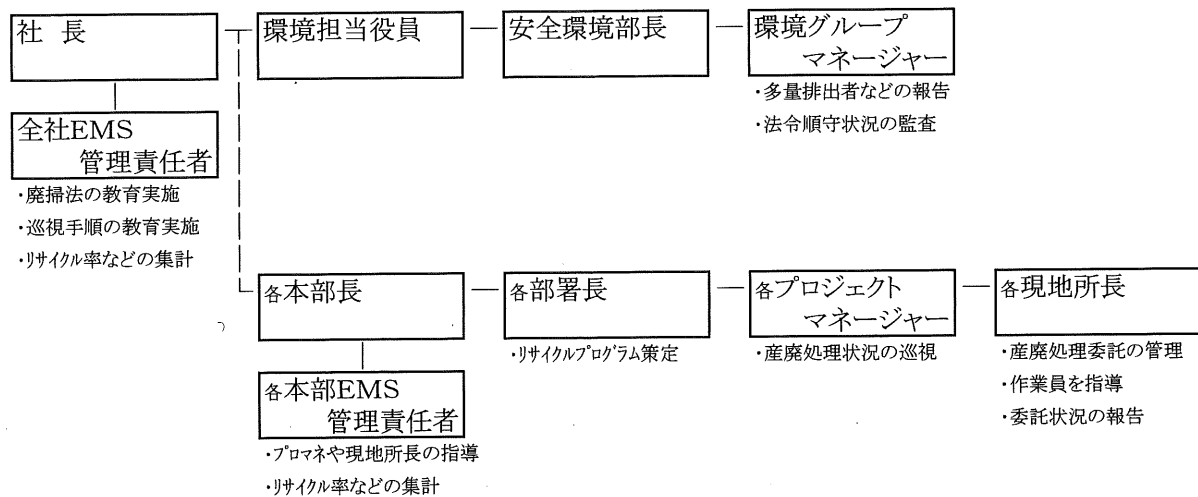 社 長
環境担当役員
安全環境部長
環境グループ
マネージャー
・多量排出者などの報告
・法令順守状況の監査
全社EMS
管理責任者
・廃掃法の教育実施
・巡視手順の教育実施
・リサイクル率などの集計
各本部長
各部署長
・リサイクルプログラム策定
各プロジェクト
マネージャー
・産廃処理状況の巡視
各現地所長
・産廃処理委託の管理
・作業員を指導
・委託状況の報告
各本部EMS
管理責任者
・プロマネや現地所長の指導
・リサイクル率などの集計